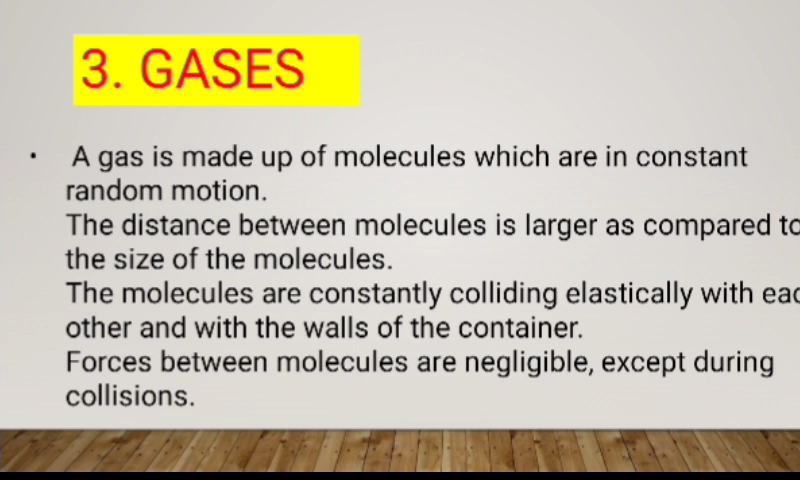 3. GASES
• A gas is made up of molecules which are in constant
random motion.
The distance between molecules is larger as compared to
the size of the molecules.
The molecules are constantly colliding elastically with eac
other and with the walls of the container.
Forces between molecules are negligible, except during
collisions.